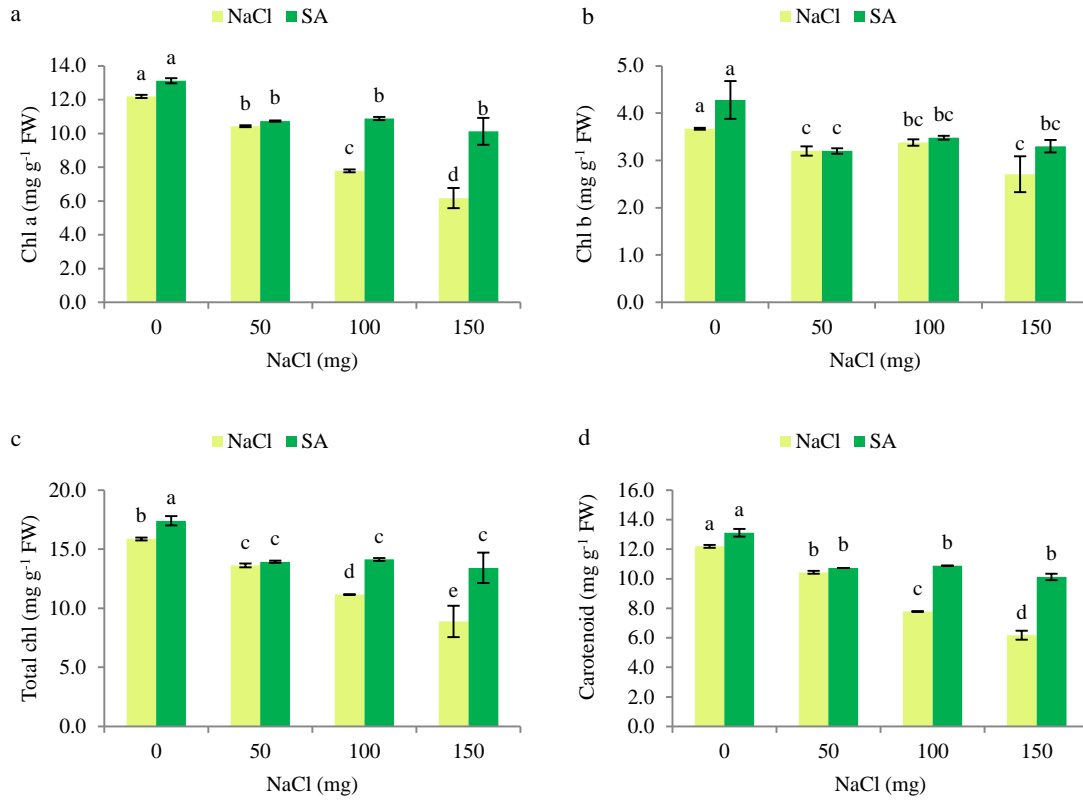 a
NaCl SA
Chl a (mg g-1 FW)
14.0
12.0
10.0
8.0
6.0
4.0
2.0
0.0
a a b b c b d b
0 50 100 150
NaCl (mg)
b
NaCl SA
Chl b (mg g-1 FW)
5.0
4.0
3.0
2.0
1.0
0.0
a a c c bc bc c bc
0 50 100 150
NaCl (mg)
c
NaCl SA
Total chl (mg g-1 FW)
20.0
15.0
10.0
5.0
0.0
b a c c d c e c
0 50 100 150
NaCl (mg)
d
NaCl SA
Carotenoid (mg g-1 FW)
16.0
14.0
12.0
10.0
8.0
6.0
4.0
2.0
0.0
a a b b c b d b
0 50 100 150
NaCl (mg)